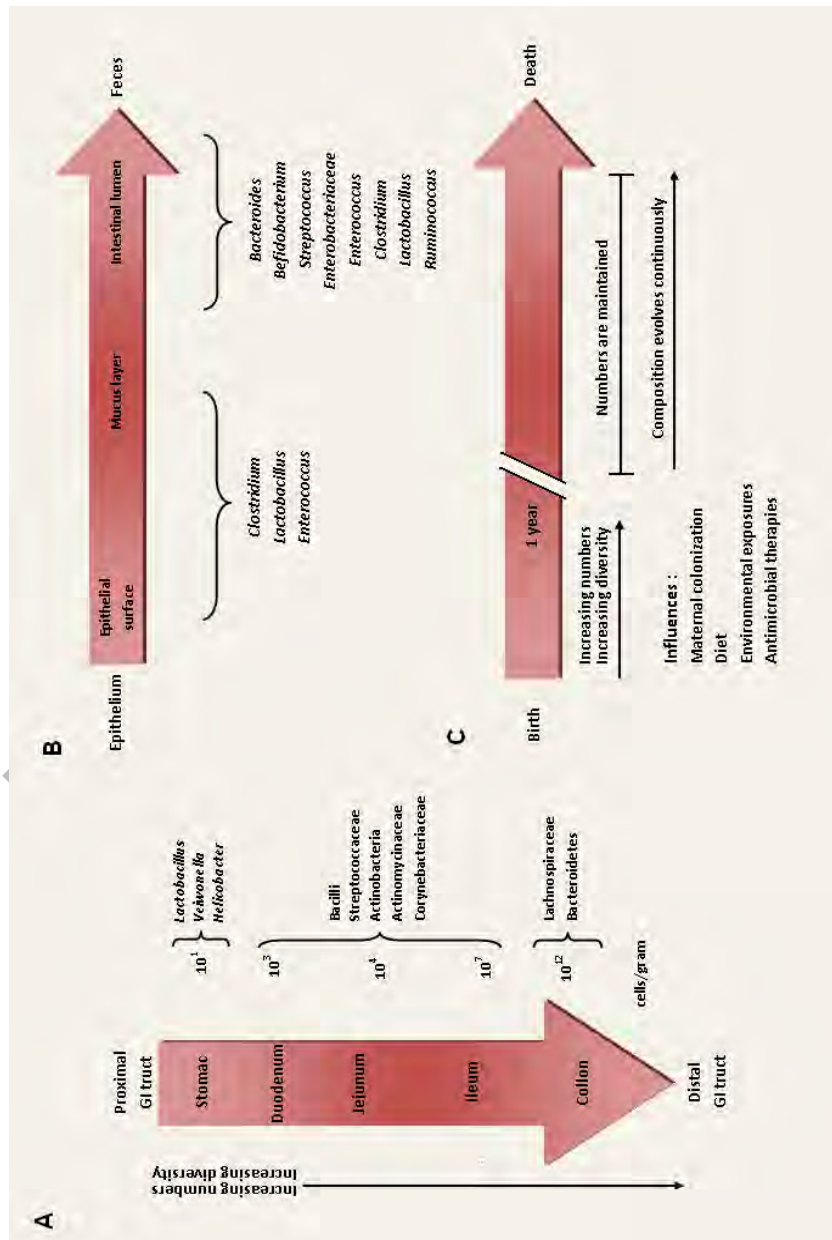 A
Increasing numbers
Increasing diversity
Proximal
GI truct
Stomac
Duodenum
Jejunum
Ileum
Collon
Distal
GI truct
10¹
10³
10⁴
10⁷
10¹²
cells/gram
Lactobacillus
Veiwonella
Helicobacter
Bacilli
Streptococcaceae
Actinobacteria
Actinomycinaceae
Corynebacteriaceae
Lachnospiraceae
Bacteroidetes
B
Epithelium
Epithelial
surface
Mucus layer
Intestinal lumen
Feces
Clostridium
Lactobacillus
Enterococcus
Bacteroides
Befidobacterium
Streptococcus
Enterobacteriaceae
Enterococcus
Clostridium
Lactobacillus
Ruminococcus
C
Birth
1 year
Death
Increasing numbers
Increasing diversity
Numbers are maintained
Composition evolves continuously
Influences :
Maternal colonization
Diet
Environmental exposures
Antimicrobial therapies